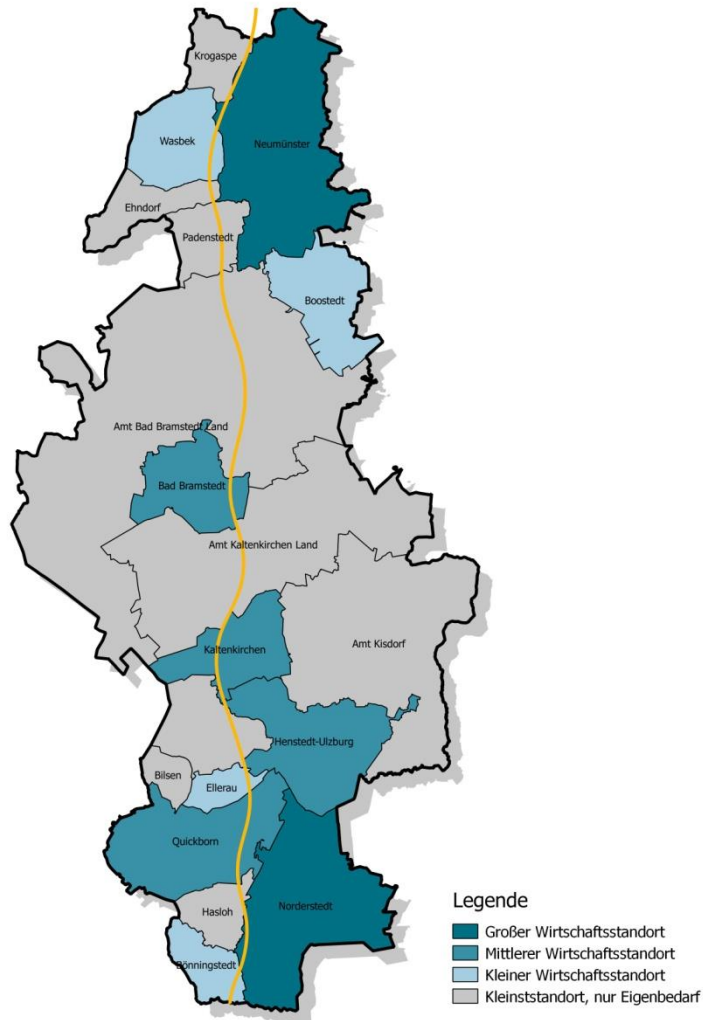 Krogaspe
Wasbek
Neumünster
Ehndorf
Padenstedt
Boostedt
Amt Bad Bramstedt Land
Bad Bramstedt
Amt Kaltenkirchen Land
Amt Kisdorf
Kaltenkirchen
Henstedt-Ulzburg
Bilsen
Ellerau
Quickborn
Hasloh
Norderstedt
Bönningstedt
Legende
Großer Wirtschaftsstandort
Mittlerer Wirtschaftsstandort
Kleiner Wirtschaftsstandort
Kleinststandort, nur Eigenbedarf